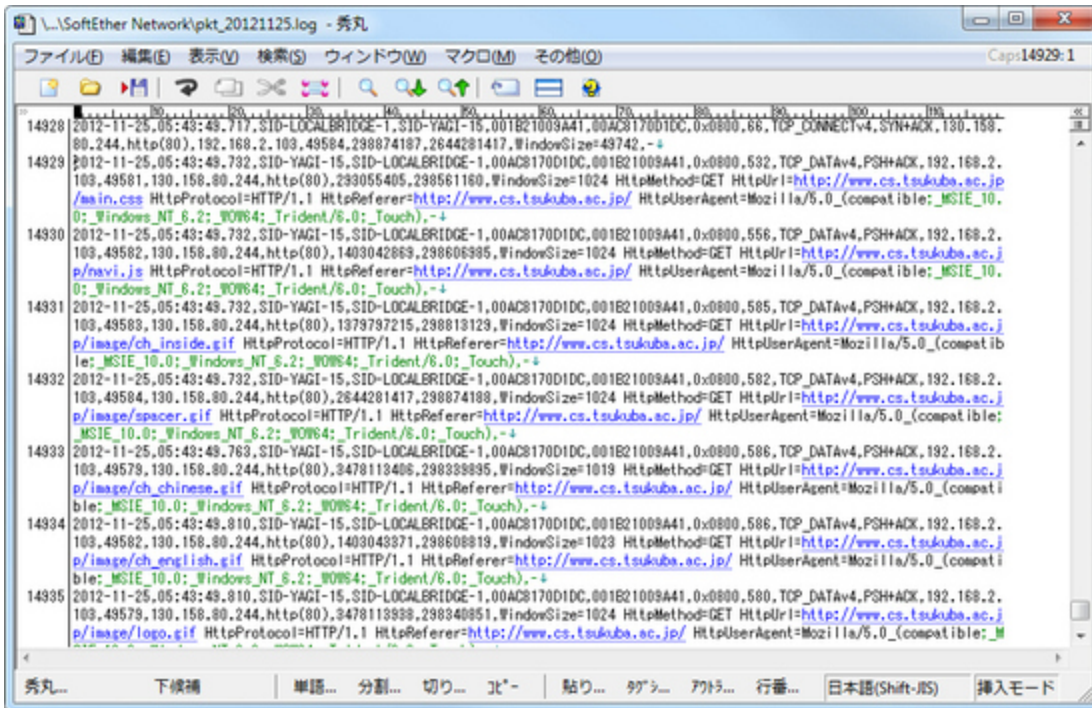 \...\SoftEther Network\pkt_20121125.log - 秀丸
ファイル(F) 編集(E) 表示(V) 検索(S) ウィンドウ(W) マクロ(M) その他(O) Caps 14929: 1
14928 2012-11-25,05:43:49.717,SID-LOCALBRIDGE-1,SID-YAGI-15,001B21009A41,00AC8170D1DC,0x0800,66,TCP_CONNECTv4,SYN+ACK,130.158.
80.244,http(80),192.168.2.103,49584,298874187,2644281417,WindowSize=49742,-↓
14929 2012-11-25,05:43:49.732,SID-YAGI-15,SID-LOCALBRIDGE-1,00AC8170D1DC,001B21009A41,0x0800,532,TCP_DATAv4,PSH+ACK,192.168.2.
103,49581,130.158.80.244,http(80),293055405,298561160,WindowSize=1024 HttpMethod=GET HttpUrl=http://www.cs.tsukuba.ac.jp
/main.css HttpProtocol=HTTP/1.1 HttpReferer=http://www.cs.tsukuba.ac.jp/ HttpUserAgent=Mozilla/5.0_(compatible;_MSIE_10.
0;_Windows_NT_6.2;_WOW64;_Trident/6.0;_Touch),-↓
14930 2012-11-25,05:43:49.732,SID-YAGI-15,SID-LOCALBRIDGE-1,00AC8170D1DC,001B21009A41,0x0800,556,TCP_DATAv4,PSH+ACK,192.168.2.
103,49582,130.158.80.244,http(80),1403042869,298606985,WindowSize=1024 HttpMethod=GET HttpUrl=http://www.cs.tsukuba.ac.j
p/navi.js HttpProtocol=HTTP/1.1 HttpReferer=http://www.cs.tsukuba.ac.jp/ HttpUserAgent=Mozilla/5.0_(compatible;_MSIE_10.
0;_Windows_NT_6.2;_WOW64;_Trident/6.0;_Touch),-↓
14931 2012-11-25,05:43:49.732,SID-YAGI-15,SID-LOCALBRIDGE-1,00AC8170D1DC,001B21009A41,0x0800,585,TCP_DATAv4,PSH+ACK,192.168.2.
103,49583,130.158.80.244,http(80),1379797215,298813129,WindowSize=1024 HttpMethod=GET HttpUrl=http://www.cs.tsukuba.ac.j
p/image/ch_inside.gif HttpProtocol=HTTP/1.1 HttpReferer=http://www.cs.tsukuba.ac.jp/ HttpUserAgent=Mozilla/5.0_(compatib
le;_MSIE_10.0;_Windows_NT_6.2;_WOW64;_Trident/6.0;_Touch),-↓
14932 2012-11-25,05:43:49.732,SID-YAGI-15,SID-LOCALBRIDGE-1,00AC8170D1DC,001B21009A41,0x0800,582,TCP_DATAv4,PSH+ACK,192.168.2.
103,49584,130.158.80.244,http(80),2644281417,298874188,WindowSize=1024 HttpMethod=GET HttpUrl=http://www.cs.tsukuba.ac.j
p/image/spacer.gif HttpProtocol=HTTP/1.1 HttpReferer=http://www.cs.tsukuba.ac.jp/ HttpUserAgent=Mozilla/5.0_(compatible;
_MSIE_10.0;_Windows_NT_6.2;_WOW64;_Trident/6.0;_Touch),-↓
14933 2012-11-25,05:43:49.763,SID-YAGI-15,SID-LOCALBRIDGE-1,00AC8170D1DC,001B21009A41,0x0800,586,TCP_DATAv4,PSH+ACK,192.168.2.
103,49579,130.158.80.244,http(80),3478113406,298339895,WindowSize=1019 HttpMethod=GET HttpUrl=http://www.cs.tsukuba.ac.j
p/image/ch_chinese.gif HttpProtocol=HTTP/1.1 HttpReferer=http://www.cs.tsukuba.ac.jp/ HttpUserAgent=Mozilla/5.0_(compati
ble;_MSIE_10.0;_Windows_NT_6.2;_WOW64;_Trident/6.0;_Touch),-↓
14934 2012-11-25,05:43:49.810,SID-YAGI-15,SID-LOCALBRIDGE-1,00AC8170D1DC,001B21009A41,0x0800,586,TCP_DATAv4,PSH+ACK,192.168.2.
103,49582,130.158.80.244,http(80),1403043371,298608819,WindowSize=1023 HttpMethod=GET HttpUrl=http://www.cs.tsukuba.ac.j
p/image/ch_english.gif HttpProtocol=HTTP/1.1 HttpReferer=http://www.cs.tsukuba.ac.jp/ HttpUserAgent=Mozilla/5.0_(compati
ble;_MSIE_10.0;_Windows_NT_6.2;_WOW64;_Trident/6.0;_Touch),-↓
14935 2012-11-25,05:43:49.810,SID-YAGI-15,SID-LOCALBRIDGE-1,00AC8170D1DC,001B21009A41,0x0800,580,TCP_DATAv4,PSH+ACK,192.168.2.
103,49579,130.158.80.244,http(80),3478113938,298340851,WindowSize=1024 HttpMethod=GET HttpUrl=http://www.cs.tsukuba.ac.j
p/image/logo.gif HttpProtocol=HTTP/1.1 HttpReferer=http://www.cs.tsukuba.ac.jp/ HttpUserAgent=Mozilla/5.0_(compatible;_M
秀丸... 下候補 単語... 分割... 切り... コピー 貼り... タグジ... アウトラ... 行番... 日本語(Shift-JIS) 挿入モード